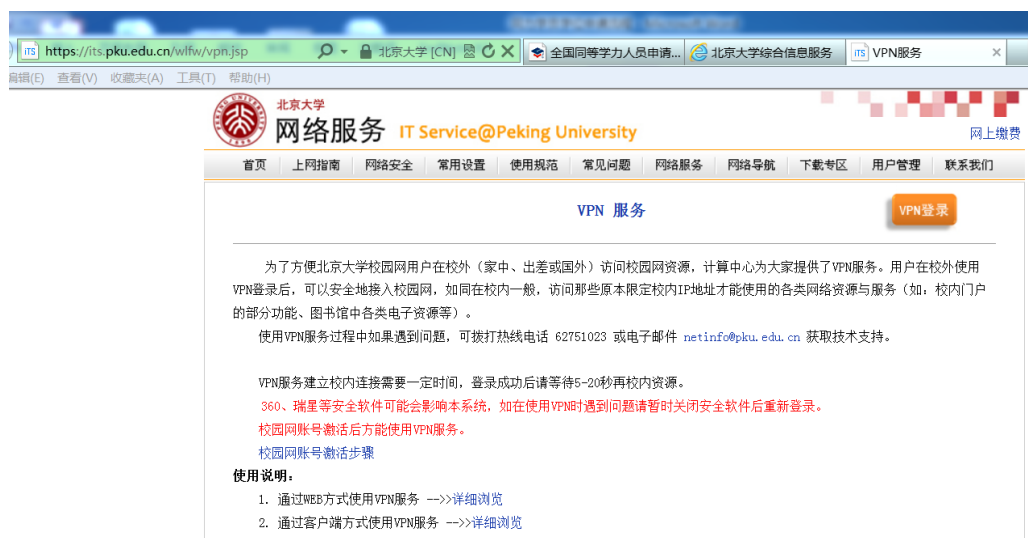 https://its.pku.edu.cn/wlfw/vpn.jsp 北京大学 [CN] 全国同等学力人员申请... 北京大学综合信息服务 ITS VPN服务
编辑(E) 查看(V) 收藏夹(A) 工具(T) 帮助(H)
北京大学
网络服务 IT Service@Peking University
网上缴费
首页 上网指南 网络安全 常用设置 使用规范 常见问题 网络服务 网络导航 下载专区 用户管理 联系我们
VPN 服务 VPN登录
为了方便北京大学校园网用户在校外（家中、出差或国外）访问校园网资源，计算中心为大家提供了VPN服务。用户在校外使用
VPN登录后，可以安全地接入校园网，如同在校内一般，访问那些原本限定校内IP地址才能使用的各类网络资源与服务（如：校内门户
的部分功能、图书馆中各类电子资源等）。
使用VPN服务过程中如果遇到问题，可拨打热线电话 62751023 或电子邮件 netinfo@pku.edu.cn 获取技术支持。
VPN服务建立校内连接需要一定时间，登录成功后请等待5-20秒再校内资源。
360、瑞星等安全软件可能会影响本系统，如在使用VPN时遇到问题请暂时关闭安全软件后重新登录。
校园网账号激活后方能使用VPN服务。
校园网账号激活步骤
使用说明：
1. 通过WEB方式使用VPN服务 -->>详细浏览
2. 通过客户端方式使用VPN服务 -->>详细浏览